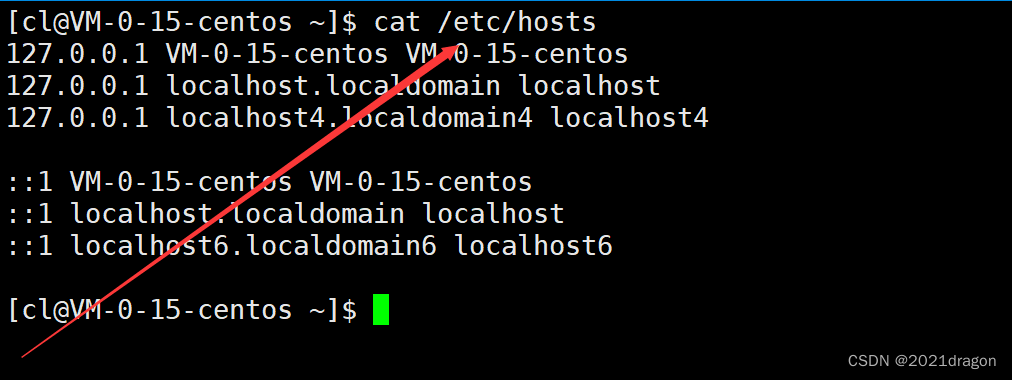 [cl@VM-0-15-centos ~]$ cat /etc/hosts
127.0.0.1 VM-0-15-centos VM-0-15-centos
127.0.0.1 localhost.localdomain localhost
127.0.0.1 localhost4.localdomain4 localhost4
::1 VM-0-15-centos VM-0-15-centos
::1 localhost.localdomain localhost
::1 localhost6.localdomain6 localhost6
[cl@VM-0-15-centos ~]$
CSDN @2021dragon